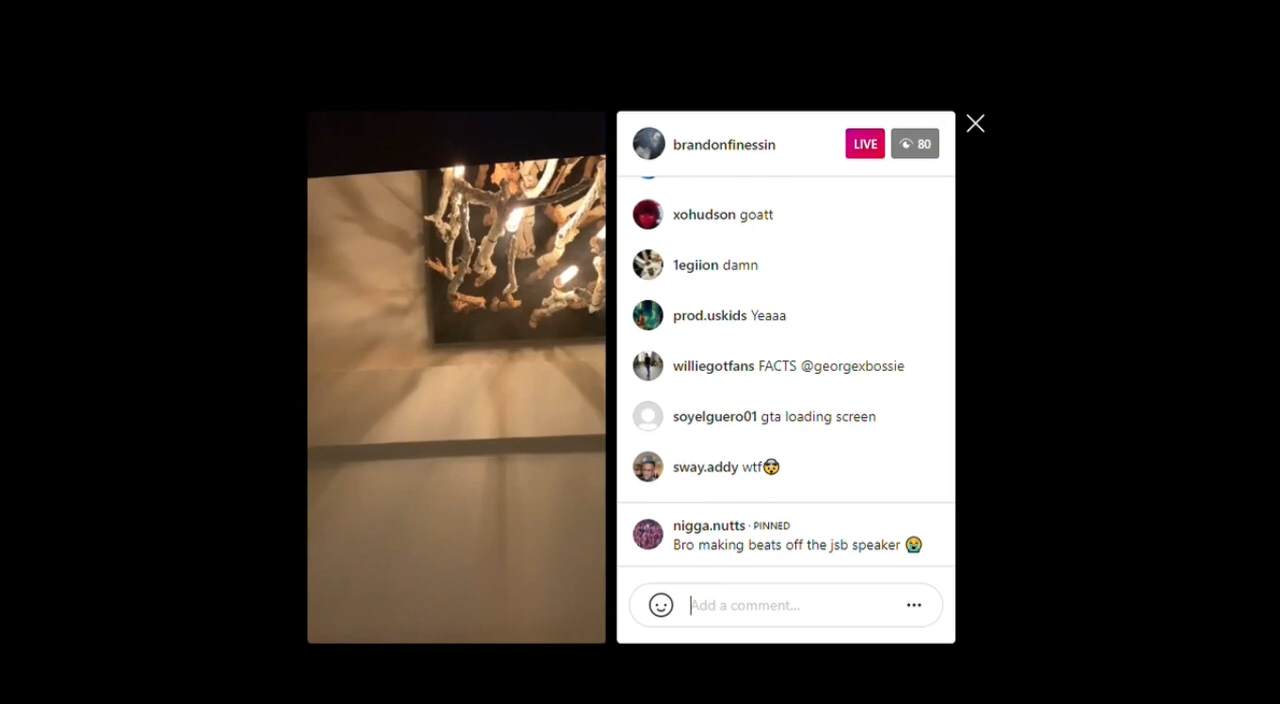 brandonfinessin
LIVE
80
xohudson goatt
1egiion damn
prod.uskids Yeaaa
williegotfans FACTS @georgexbossie
soyelguero01 gta loading screen
sway.addy wtf🤯
nigga.nutts · PINNED
Bro making beats off the jsb speaker 😭
Add a comment...